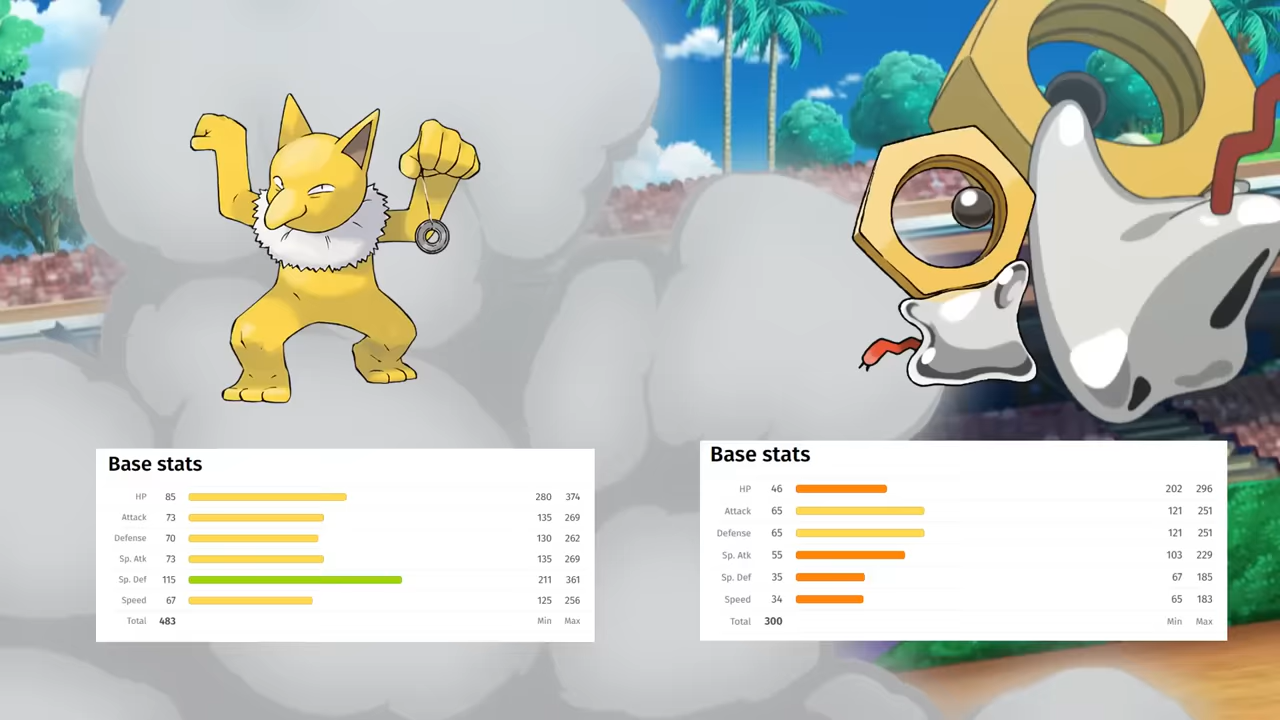 Base stats
HP 85 280 374
Attack 73 135 269
Defense 70 130 262
Sp. Atk 73 135 269
Sp. Def 115 211 361
Speed 67 125 256
Total 483 Min Max
Base stats
HP 46 202 296
Attack 65 121 251
Defense 65 121 251
Sp. Atk 55 103 229
Sp. Def 35 67 185
Speed 34 65 183
Total 300 Min Max